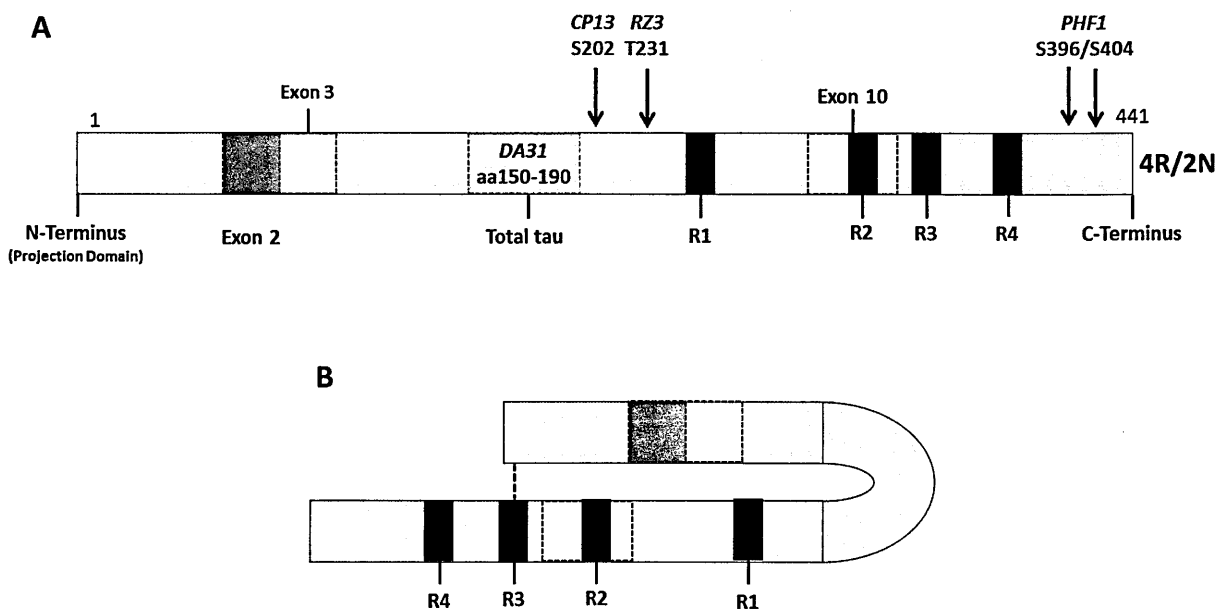 A
CP13 RZ3 PHF1
S202 T231 S396/S404
Exon 3 Exon 10
1 441
DA31
aa150-190
4R/2N
N-Terminus Exon 2 Total tau R1 R2 R3 R4 C-Terminus
(Projection Domain)
B
R4 R3 R2 R1